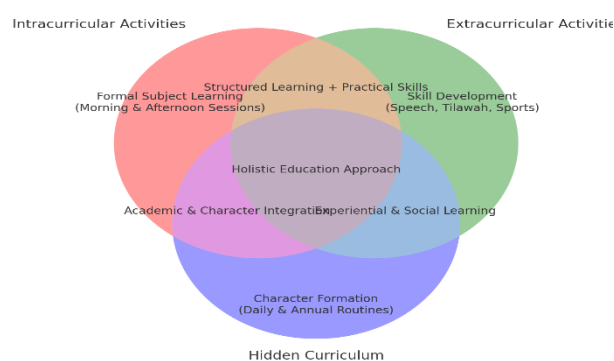 Intracurricular Activities
Extracurricular Activitie
Structured Learning + Practical Skills
Formal Subject Learning
(Morning & Afternoon Sessions)
Skill Development
(Speech, Tilawah, Sports)
Holistic Education Approach
Academic & Character Integration
Experiential & Social Learning
Character Formation
(Daily & Annual Routines)
Hidden Curriculum